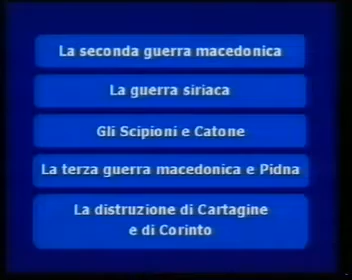 La seconda guerra macedonica
La guerra siriaca
Gli Scipioni e Catone
La terza guerra macedonica e Pidna
La distruzione di Cartagine
e di Corinto